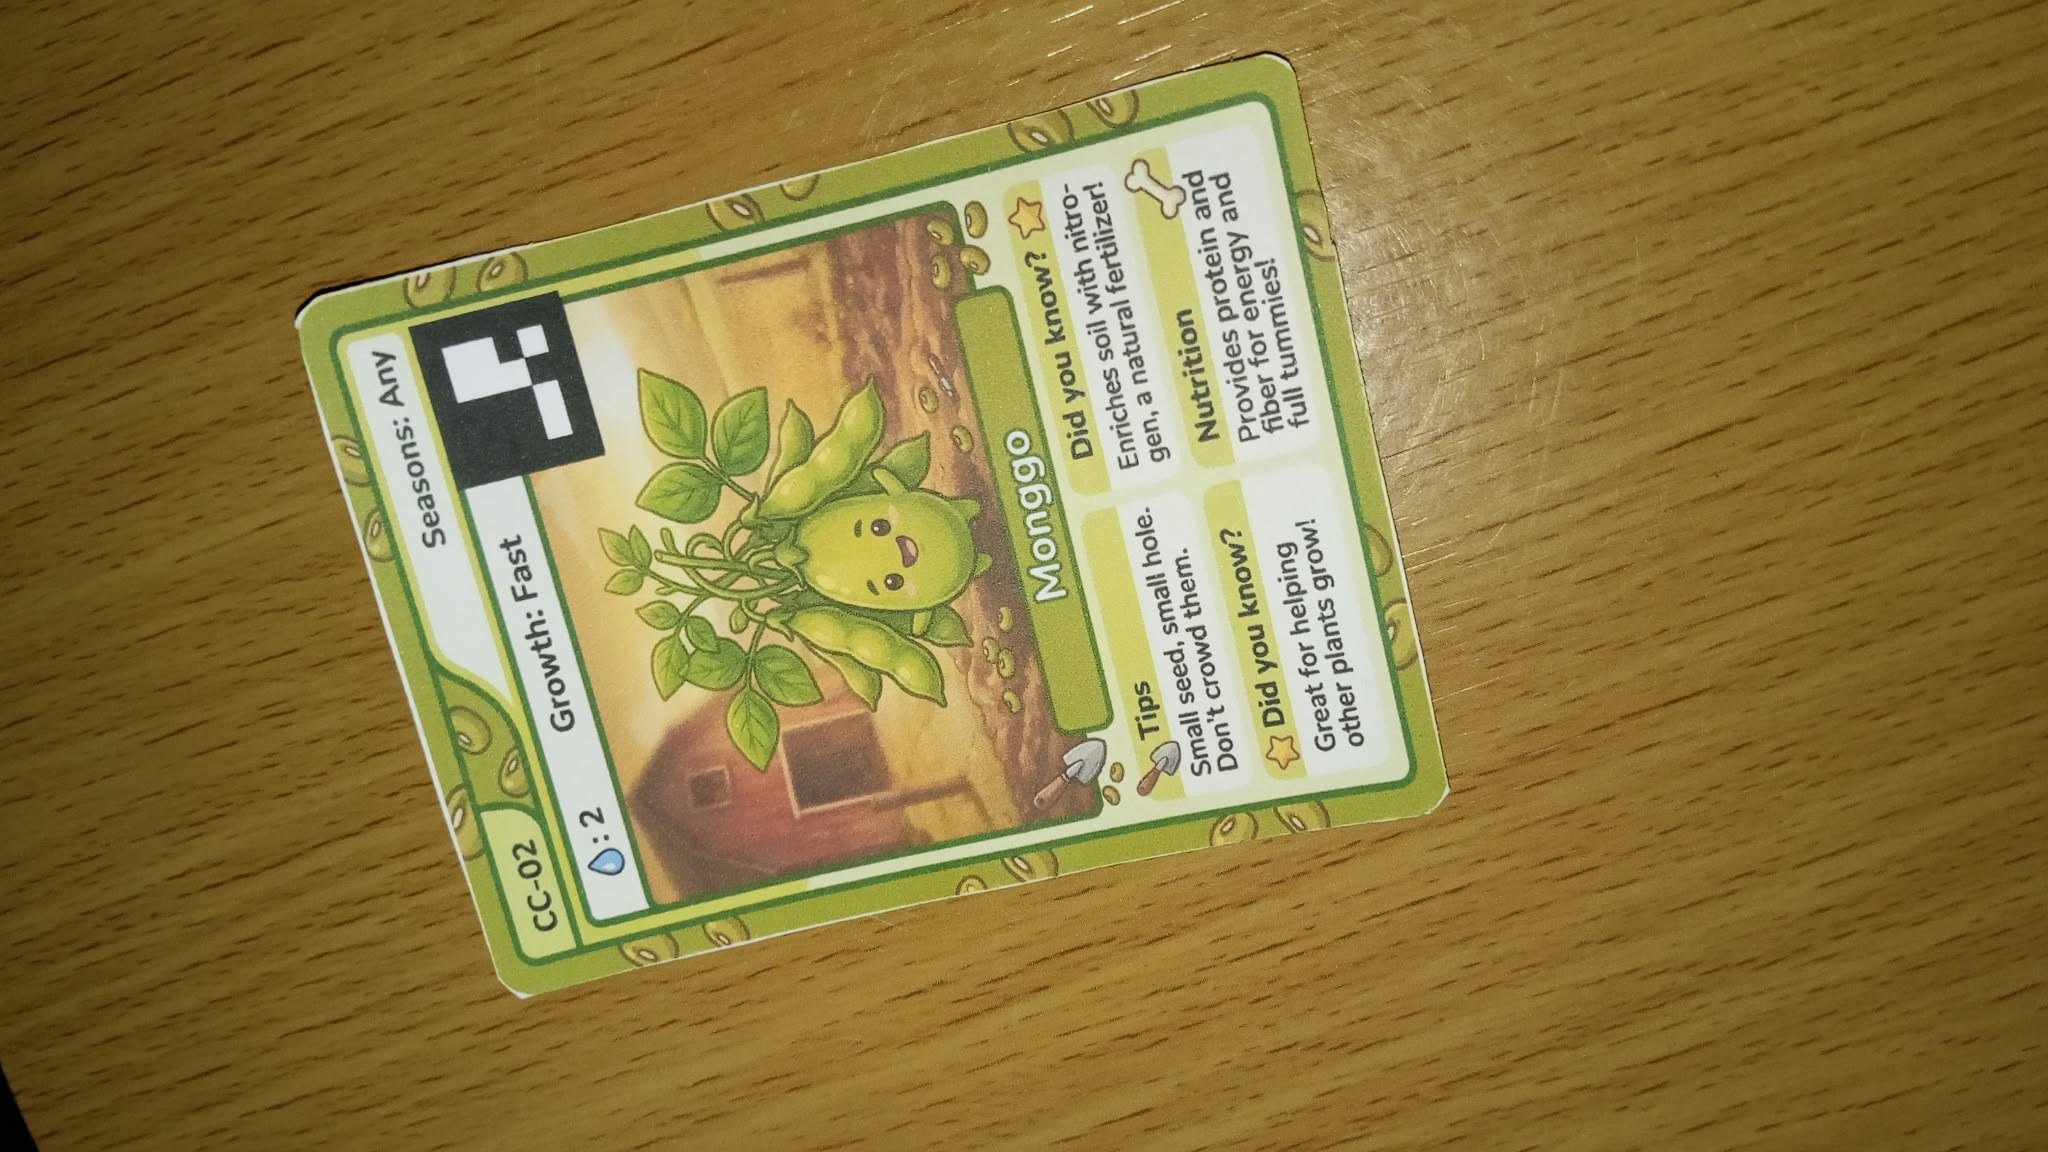 CC-02
Seasons: Any
: 2
Growth: Fast
Monggo
Tips
Small seed, small hole.
Don't crowd them.
Did you know?
Great for helping
other plants grow!
Did you know?
Enriches soil with nitro-
gen, a natural fertilizer!
Nutrition
Provides protein and
fiber for energy and
full tummies!